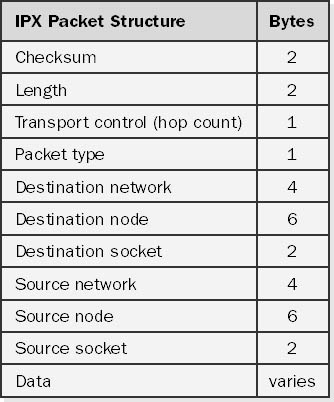 IPX Packet Structure Bytes
Checksum 2
Length 2
Transport control (hop count) 1
Packet type 1
Destination network 4
Destination node 6
Destination socket 2
Source network 4
Source node 6
Source socket 2
Data varies